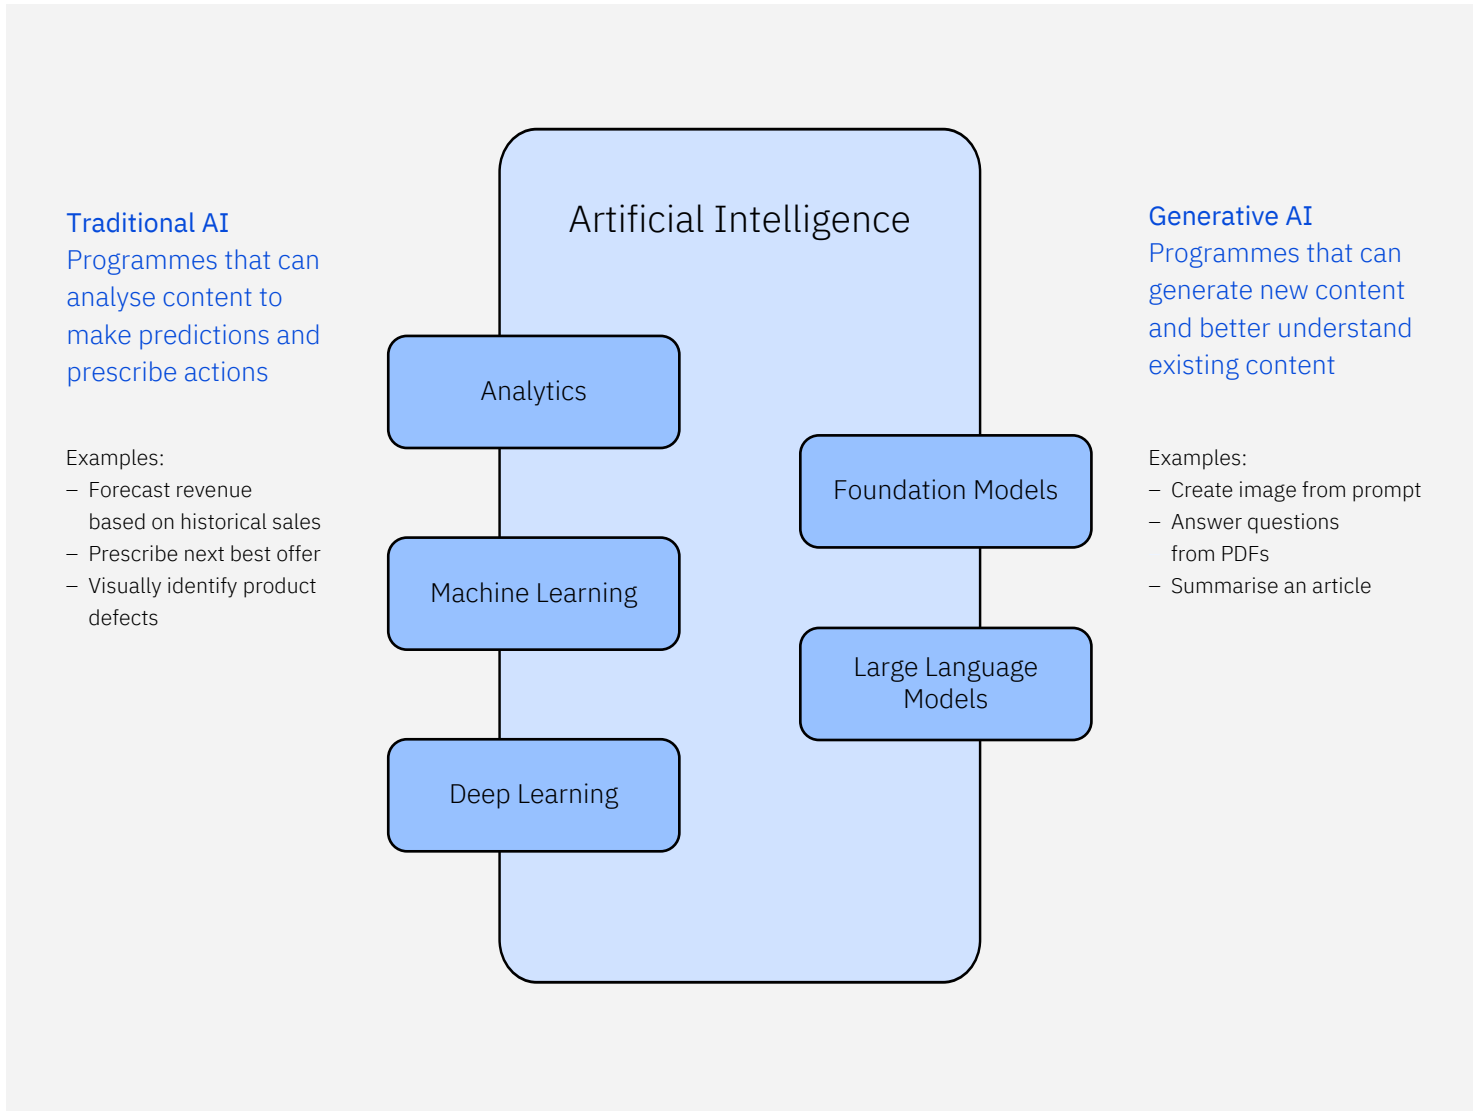 Artificial Intelligence
Traditional AI
Programmes that can
analyse content to
make predictions and
prescribe actions
Examples:
– Forecast revenue
based on historical sales
– Prescribe next best offer
– Visually identify product
defects
Analytics
Machine Learning
Deep Learning
Foundation Models
Large Language
Models
Generative AI
Programmes that can
generate new content
and better understand
existing content
Examples:
– Create image from prompt
– Answer questions
from PDFs
– Summarise an article